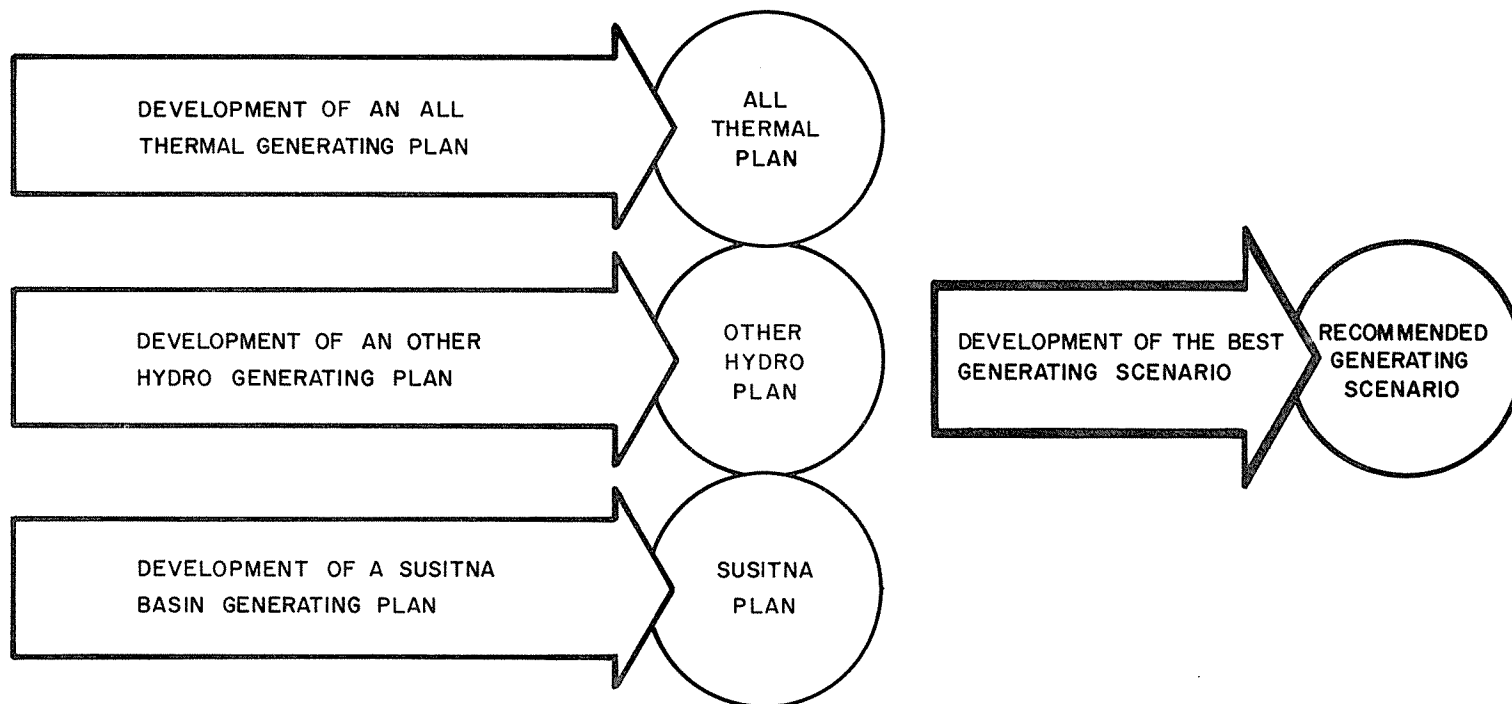 DEVELOPMENT OF AN ALL
THERMAL GENERATING PLAN
ALL
THERMAL
PLAN
DEVELOPMENT OF AN OTHER
HYDRO GENERATING PLAN
OTHER
HYDRO
PLAN
DEVELOPMENT OF A SUSITNA
BASIN GENERATING PLAN
SUSITNA
PLAN
DEVELOPMENT OF THE BEST
GENERATING SCENARIO
RECOMMENDED
GENERATING
SCENARIO